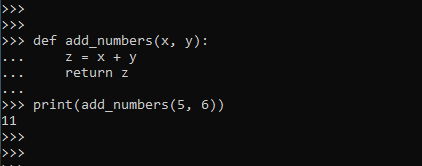 >>>
>>>
>>> def add_numbers(x, y):
...     z = x + y
...     return z
...
>>> print(add_numbers(5, 6))
11
>>>
>>>